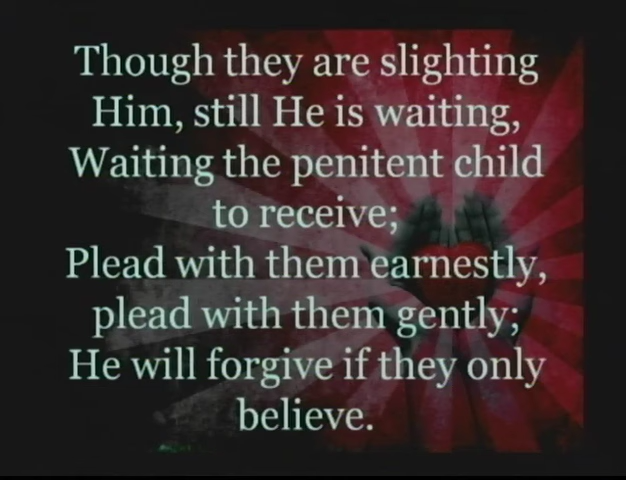 Though they are slighting
Him, still He is waiting,
Waiting the penitent child
to receive;
Plead with them earnestly,
plead with them gently;
He will forgive if they only
believe.